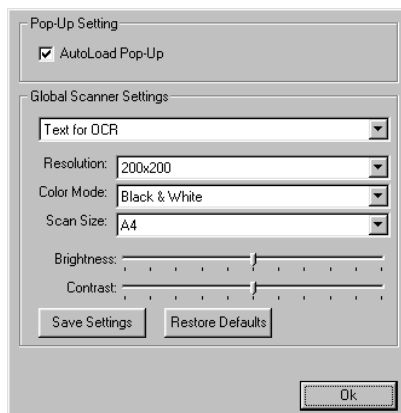 Pop-Up Setting
AutoLoad Pop-Up
Global Scanner Settings
Text for OCR
Resolution: 200x200
Color Mode: Black & White
Scan Size: A4
Brightness:
Contrast:
Save Settings Restore Defaults
Ok